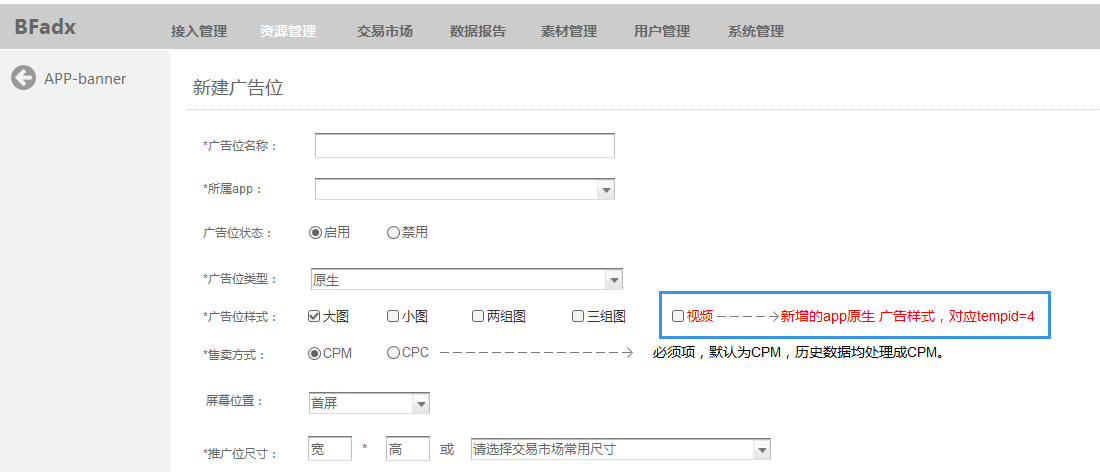 BFadx 接入管理 资源管理 交易市场 数据报告 素材管理 用户管理 系统管理
APP-banner
新建广告位
*广告位名称：
*所属app：
广告位状态： 启用 禁用
*广告位类型： 原生
*广告位样式： 大图 小图 两组图 三组图 视频 新增的app原生 广告样式，对应tempid=4
*售卖方式： CPM CPC 必须项，默认为CPM，历史数据均处理成CPM。
屏幕位置： 首屏
*推广位尺寸： 宽 * 高 或 请选择交易市场常用尺寸